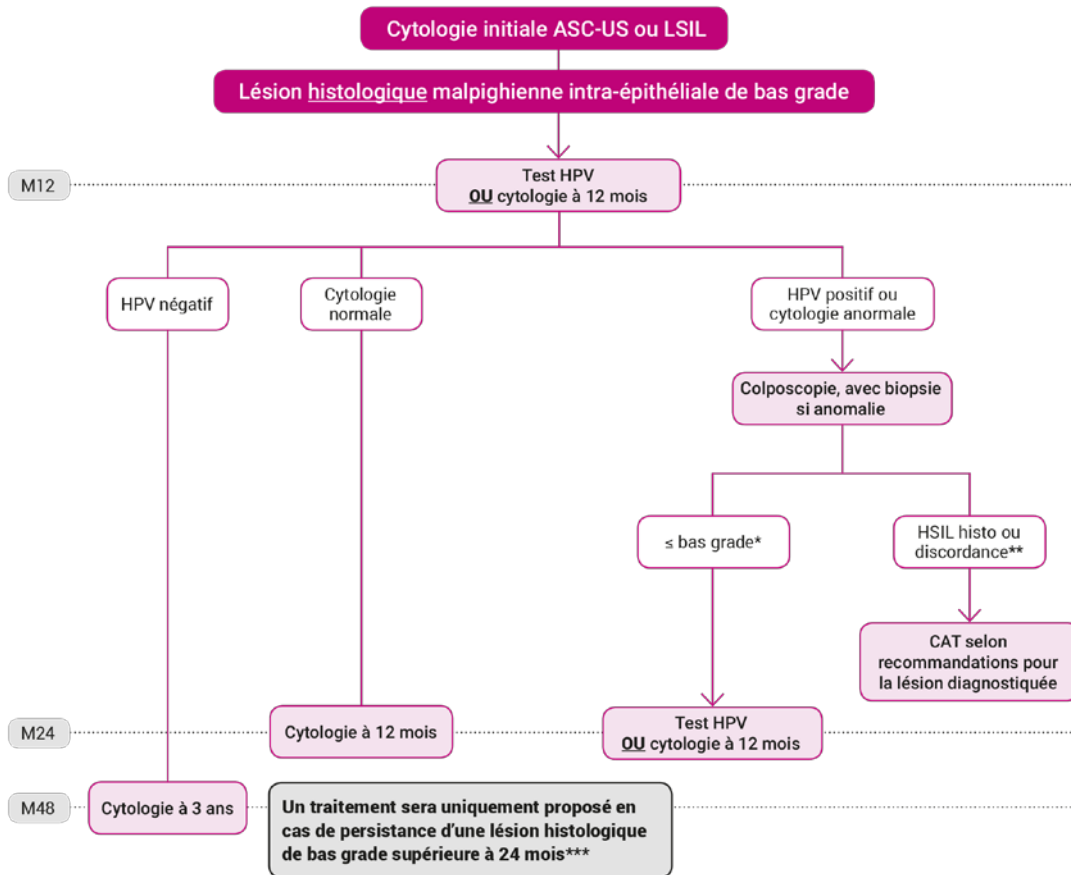 Cytologie initiale ASC-US ou LSIL
Lésion histologique malpighienne intra-épithéliale de bas grade
M12
Test HPV
OU cytologie à 12 mois
HPV négatif
Cytologie
normale
HPV positif ou
cytologie anormale
Colposcopie, avec biopsie
si anomalie
≤ bas grade*
HSIL histo ou
discordance**
CAT selon
recommandations pour
la lésion diagnostiquée
M24
Cytologie à 12 mois
Test HPV
OU cytologie à 12 mois
M48
Cytologie à 3 ans
Un traitement sera uniquement proposé en
cas de persistance d’une lésion histologique
de bas grade supérieure à 24 mois***